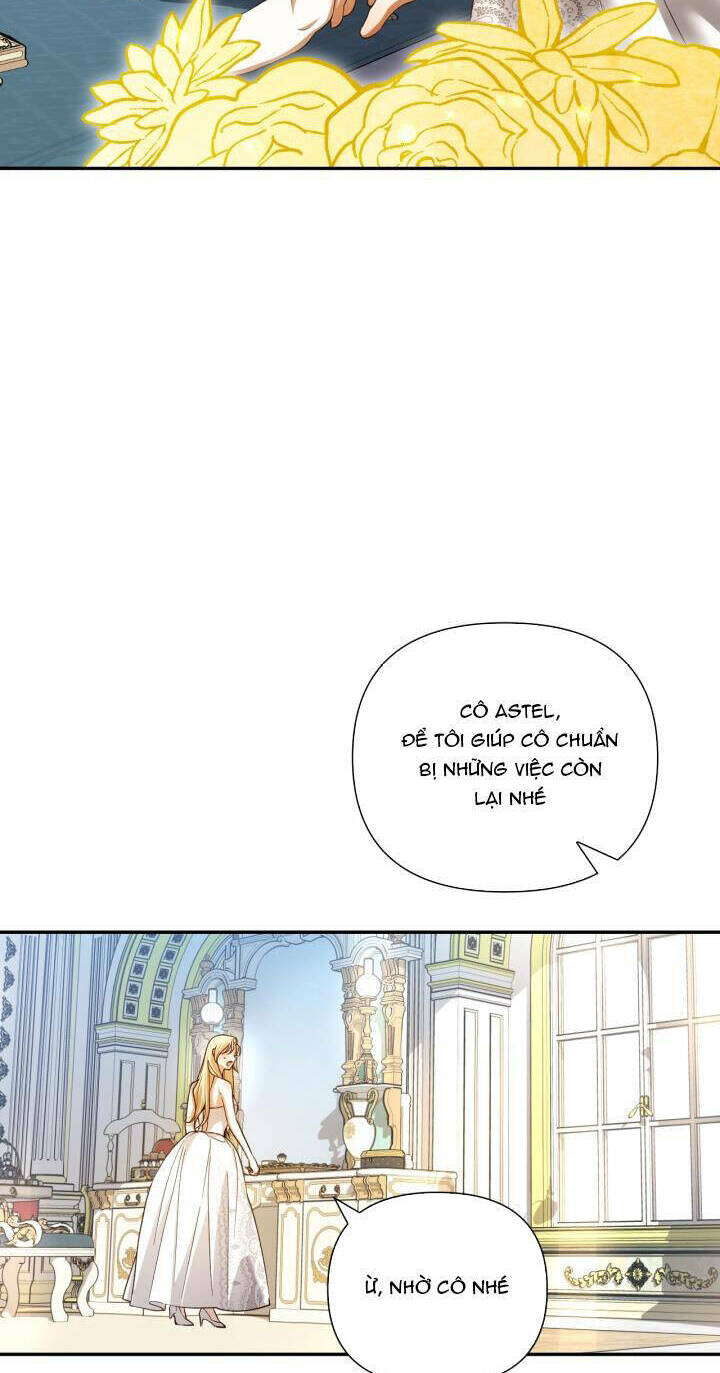 CÔ ASTEL,
ĐỂ TÔI GIÚP CÔ CHUẨN
BỊ NHỮNG VIỆC CÒN
LẠI NHÉ
Ừ, NHỜ CÔ NHÉ